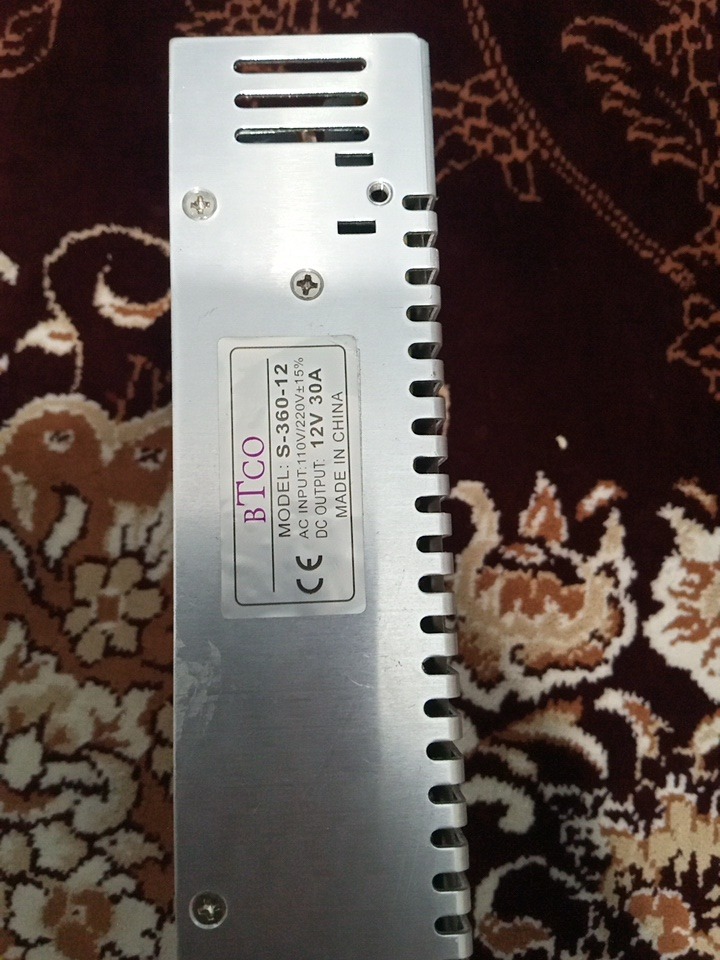 BTCO
MODEL: S-360-12
AC INPUT:110V/220V±15%
DC OUTPUT: 12V 30A
CE MADE IN CHINA